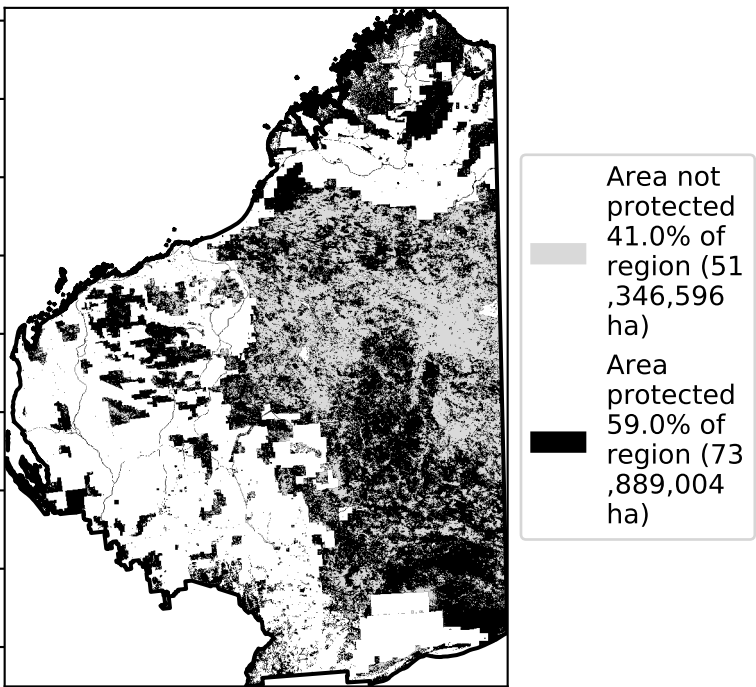 Area not
protected
41.0% of
region (51
,346,596
ha)
Area
protected
59.0% of
region (73
,889,004
ha)